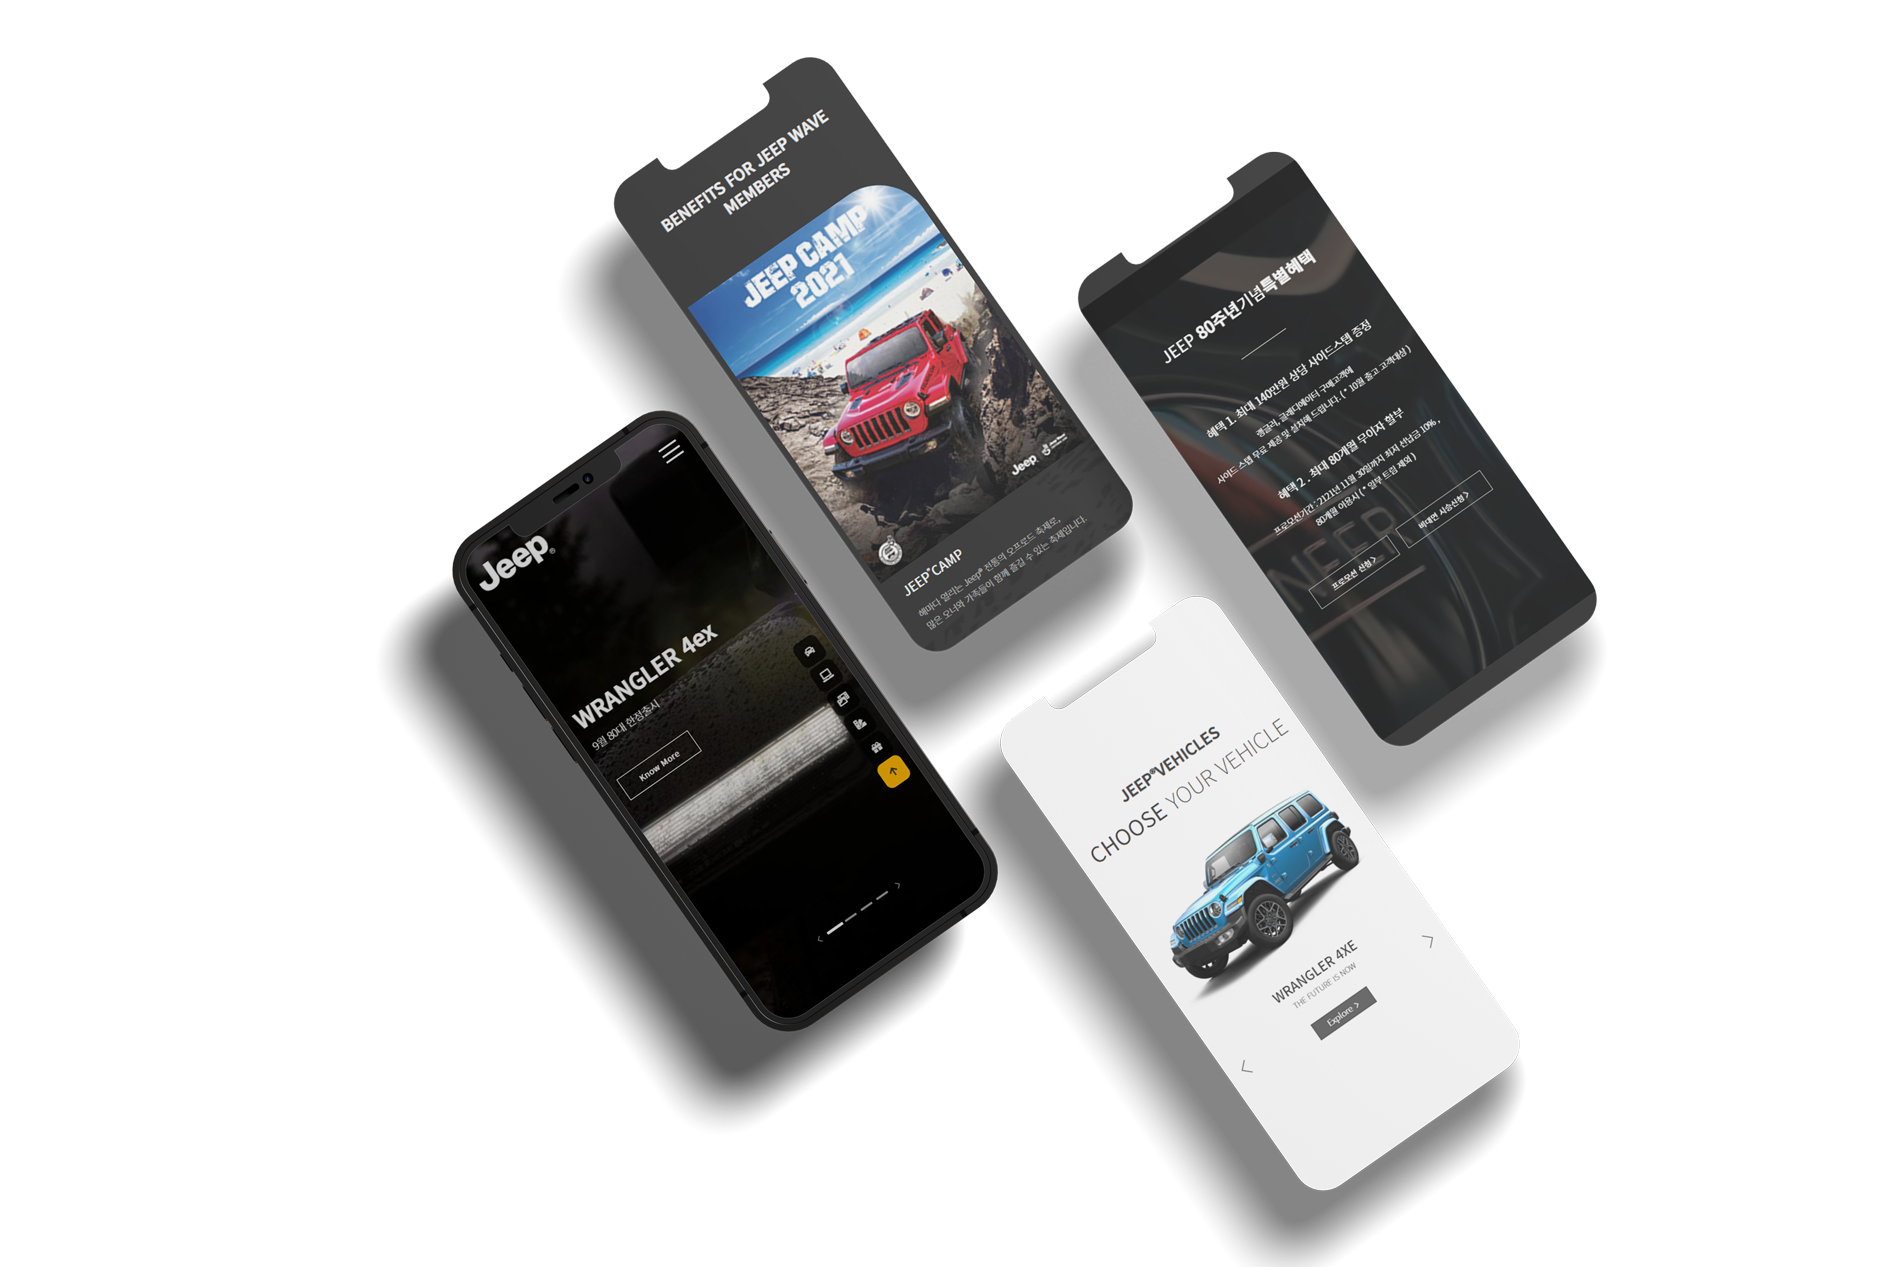 BENEFITS FOR JEEP WAVE
MEMBERS
JEEP CAMP
2021
Jeep
JEEP®CAMP
해마다 열리는 Jeep® 전통의 오프로드 축제로,
많은 오너와 가족들이 함께 즐길 수 있는 축제입니다.
JEEP 80주년기념특별혜택
혜택 1. 최대 140만원 상당 사이드스텝 증정
랭글러, 글래디에이터 구매고객에
사이드 스텝 무료 제공 및 설치해 드립니다. ( * 10월 출고 고객대상 )
혜택 2 . 최대 80개월 무이자 할부
프로모션기간 : 2121년 11월 30일까지 최저 선납금 10% ,
80개월 이용시 ( * 일부 트림 제외 )
프로모션 신청 >
비대면 시승신청 >
NEER
Jeep®
WRANGLER 4ex
9월 80대 한정출시
Know More
JEEP®VEHICLES
CHOOSE YOUR VEHICLE
WRANGLER 4XE
THE FUTURE IS NOW
Explore >